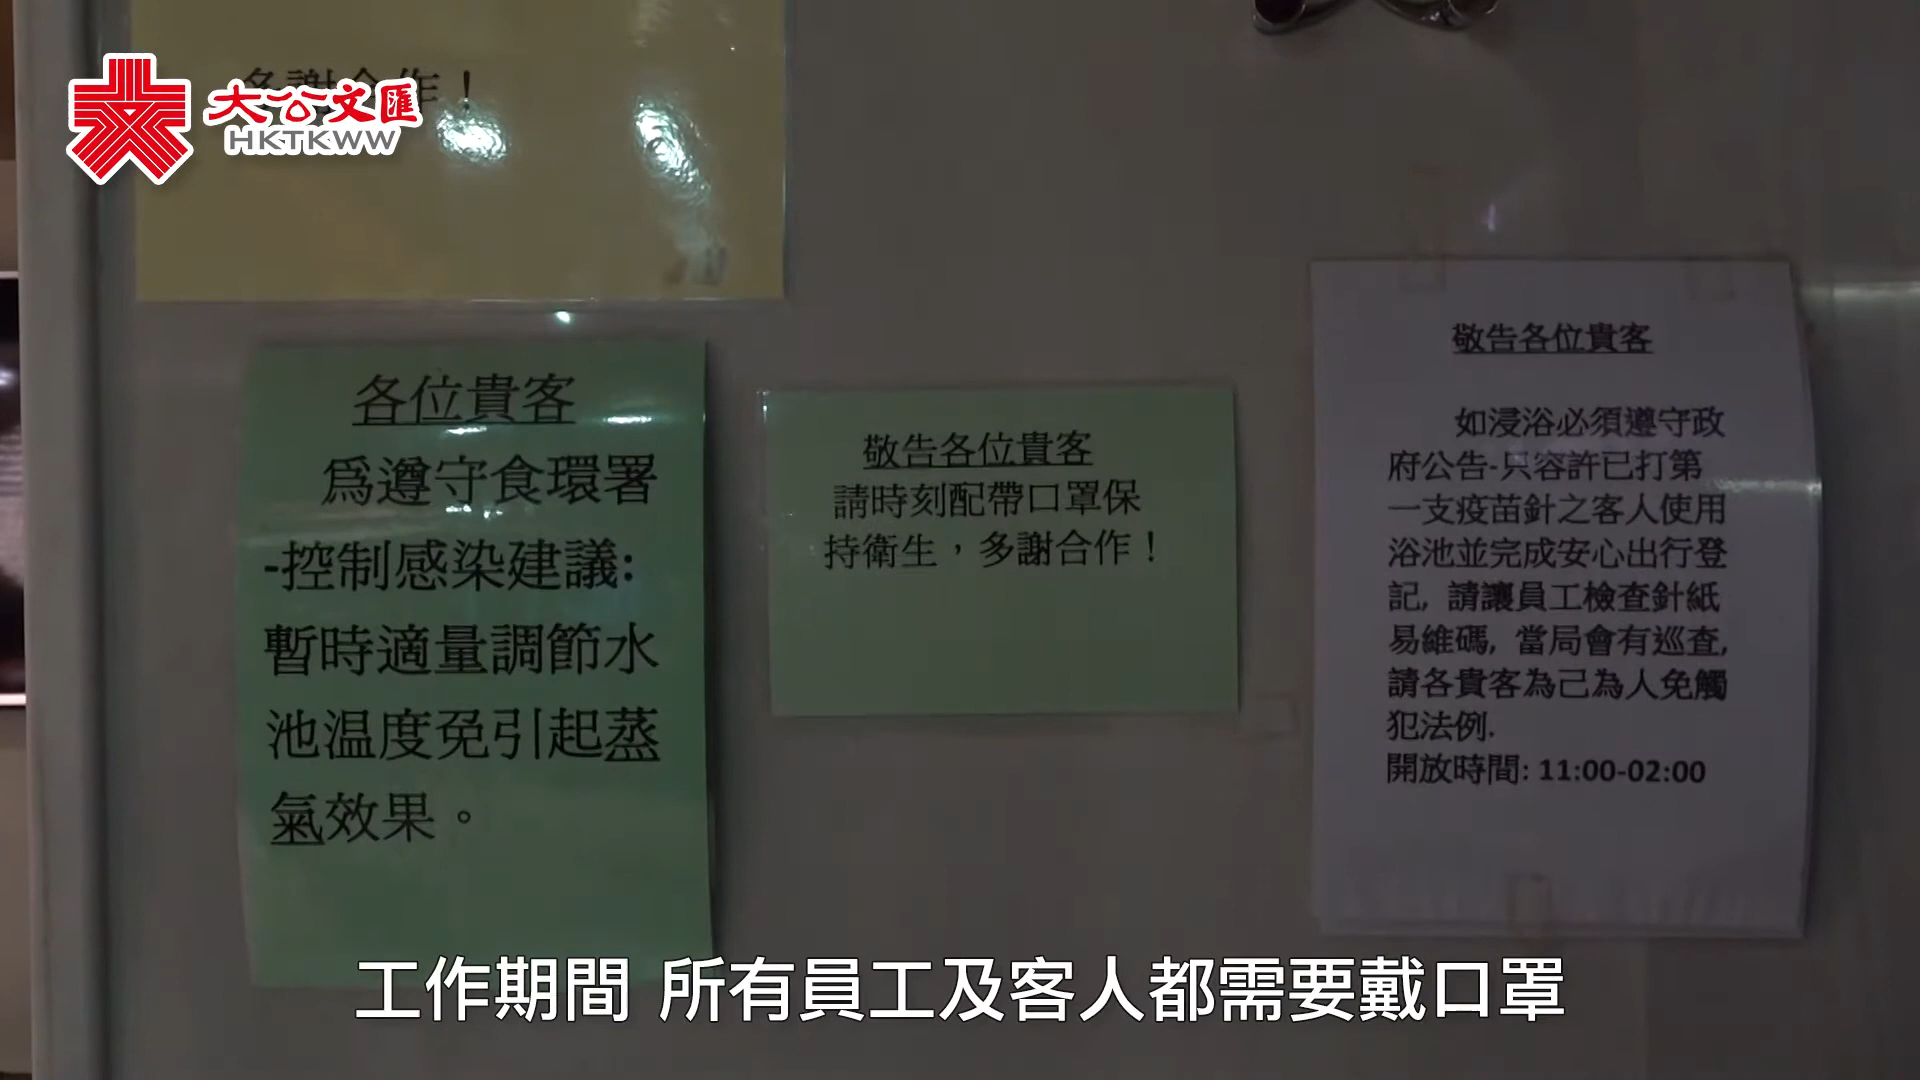 多謝合作！
大公文匯
HKTKWW
各位貴客
爲遵守食環署
-控制感染建議:
暫時適量調節水
池温度免引起蒸
氣效果。
敬告各位貴客
請時刻配帶口罩保
持衛生，多謝合作！
敬告各位貴客
如浸浴必須遵守政
府公告-只容許已打第
一支疫苗針之客人使用
浴池並完成安心出行登
記, 請讓員工檢查針紙
易維碼, 當局會有巡查,
請各貴客為己為人免觸
犯法例.
開放時間: 11:00-02:00
工作期間 所有員工及客人都需要戴口罩